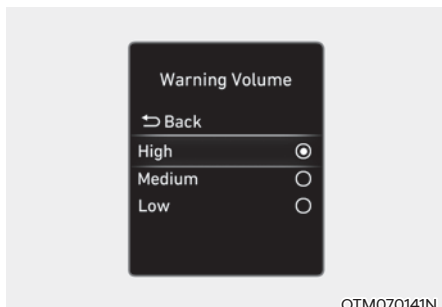 Warning Volume
Back
High
Medium
Low
OTM070141N